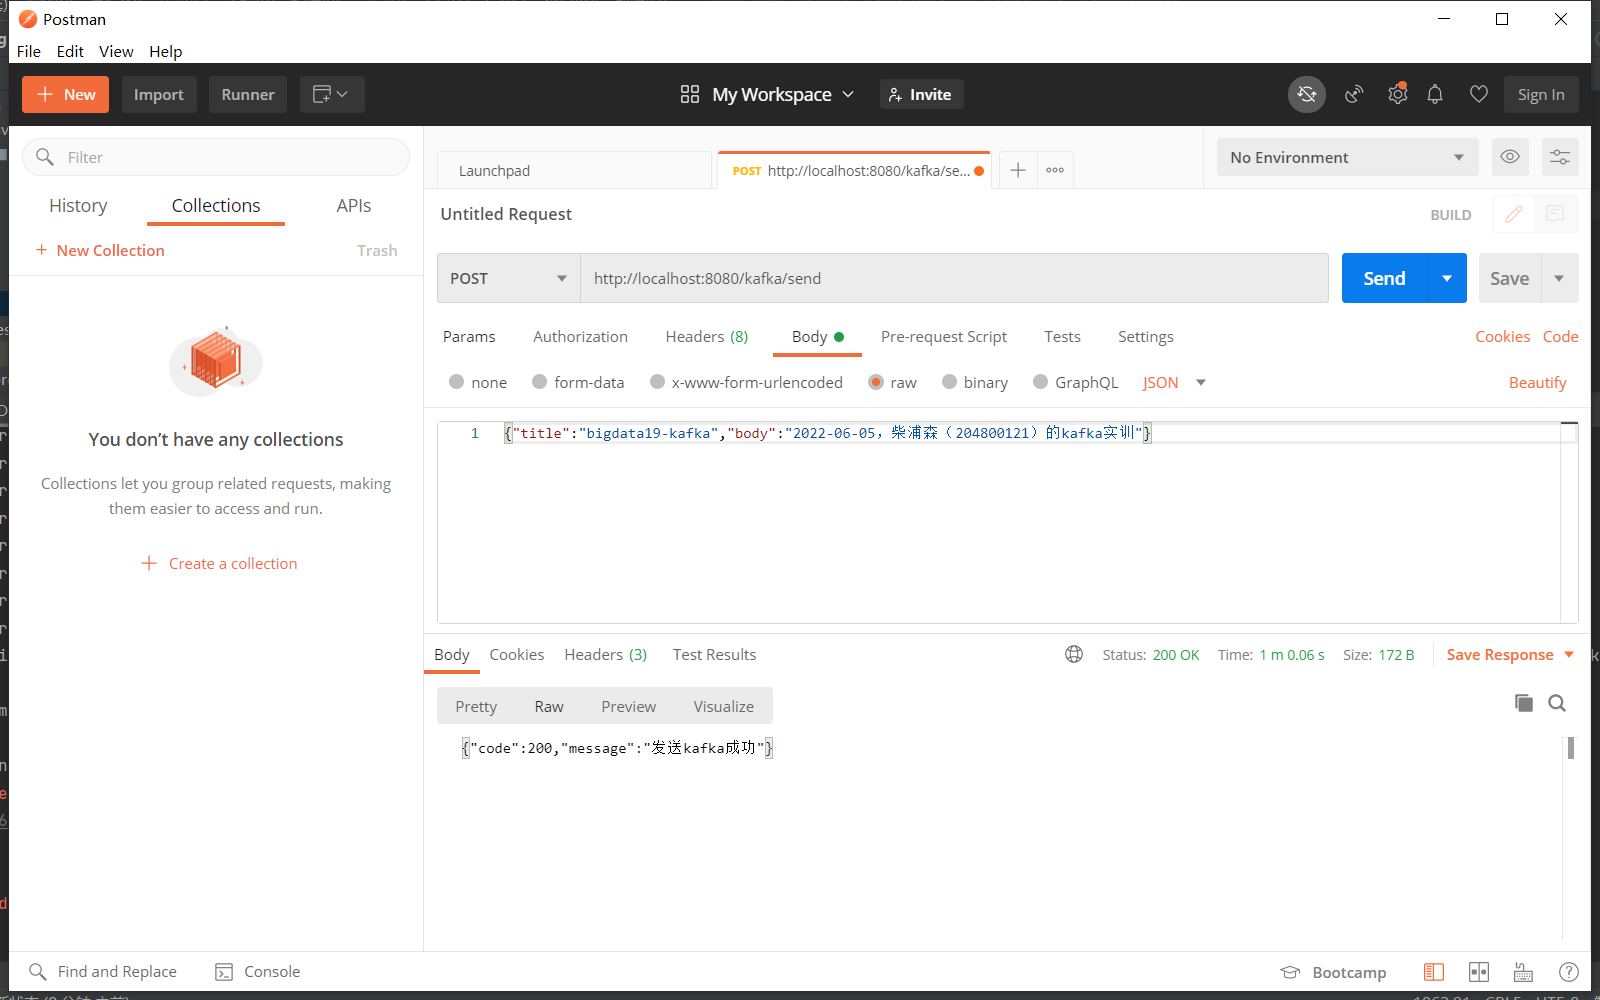 Postman
File Edit View Help
New Import Runner My Workspace Invite Sign In
Filter
History Collections APIs
+ New Collection Trash
You don't have any collections
Collections let you group related requests, making
them easier to access and run.
+ Create a collection
Launchpad POST http://localhost:8080/kafka/se... No Environment
Untitled Request BUILD
POST http://localhost:8080/kafka/send Send Save
Params Authorization Headers (8) Body Pre-request Script Tests Settings Cookies Code
none form-data x-www-form-urlencoded raw binary GraphQL JSON Beautify
1 {"title":"bigdata19-kafka","body":"2022-06-05，柴浦森（204800121）的kafka实训"}
Body Cookies Headers (3) Test Results Status: 200 OK Time: 1 m 0.06 s Size: 172 B Save Response
Pretty Raw Preview Visualize
{"code":200,"message":"发送kafka成功"}
Find and Replace Console Bootcamp